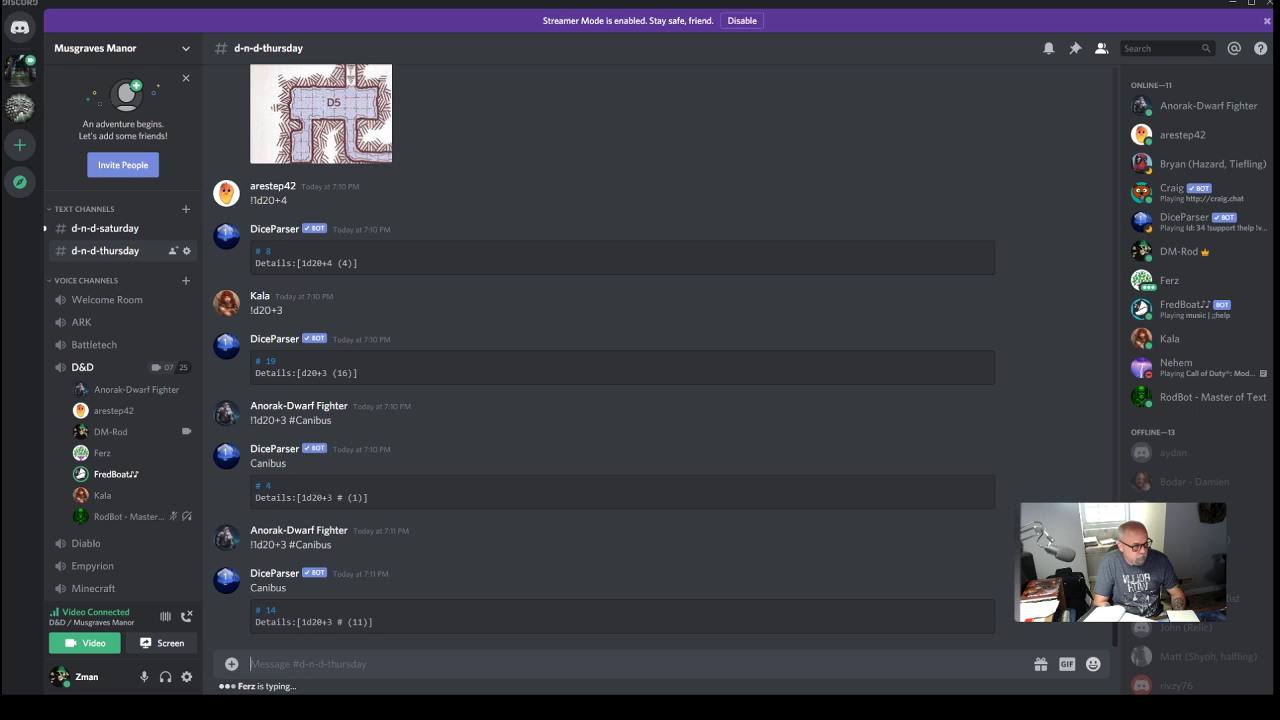 DISCORD
Streamer Mode is enabled. Stay safe, friend.
Disable
Musgraves Manor
# d-n-d-thursday
Search
An adventure begins.
Let's add some friends!
Invite People
TEXT CHANNELS
# d-n-d-saturday
# d-n-d-thursday
VOICE CHANNELS
Welcome Room
ARK
Battletech
D&D
07 25
Anorak-Dwarf Fighter
arestep42
DM-Rod
Ferz
FredBoat♪♪
Kala
RodBot - Master...
Diablo
Empyrion
Minecraft
Video Connected
D&D / Musgraves Manor
Video
Screen
Zman
D5
arestep42 Today at 7:10 PM
!1d20+4
DiceParser ✓ BOT Today at 7:10 PM
# 8
Details:[1d20+4 (4)]
Kala Today at 7:10 PM
!d20+3
DiceParser ✓ BOT Today at 7:10 PM
# 19
Details:[d20+3 (16)]
Anorak-Dwarf Fighter Today at 7:10 PM
!1d20+3 #Canibus
DiceParser ✓ BOT Today at 7:10 PM
Canibus
# 4
Details:[1d20+3 # (1)]
Anorak-Dwarf Fighter Today at 7:11 PM
!1d20+3 #Canibus
DiceParser ✓ BOT Today at 7:11 PM
Canibus
# 14
Details:[1d20+3 # (11)]
Message #d-n-d-thursday
GIF
Ferz is typing...
ONLINE—11
Anorak-Dwarf Fighter
arestep42
Bryan (Hazard, Tiefling)
Craig ✓ BOT
Playing http://craig.chat
DiceParser ✓ BOT
Playing Id: 34 !support !help !v...
DM-Rod
Ferz
FredBoat♪♪ BOT
Playing music | ;;help
Kala
Nehem
Playing Call of Duty®: Mod...
RodBot - Master of Text
OFFLINE—13
aydan
Bodar - Damien
John (Relic)
Matt (Shyoh, halfling)
rlvzy76